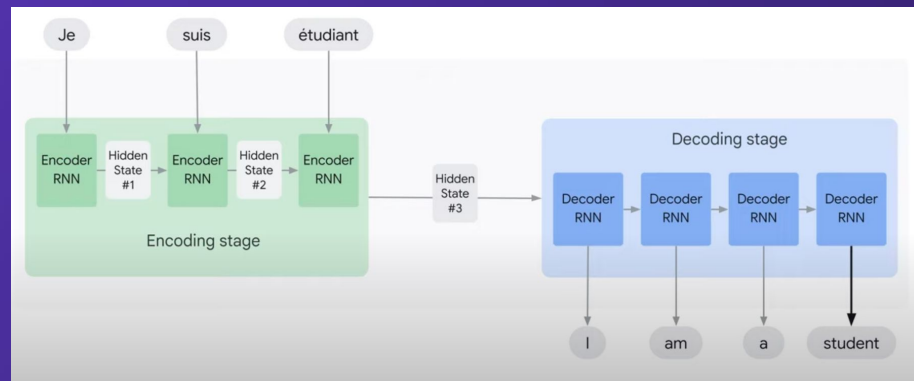 Je
suis
étudiant
Encoder
RNN
Hidden
State
#1
Encoder
RNN
Hidden
State
#2
Encoder
RNN
Encoding stage
Hidden
State
#3
Decoding stage
Decoder
RNN
Decoder
RNN
Decoder
RNN
Decoder
RNN
I
am
a
student